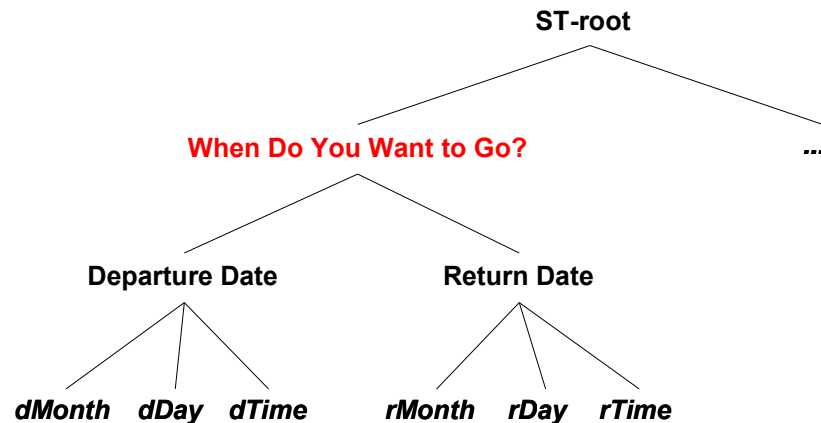 ST-root
When Do You Want to Go? ...
Departure Date Return Date
dMonth dDay dTime rMonth rDay rTime